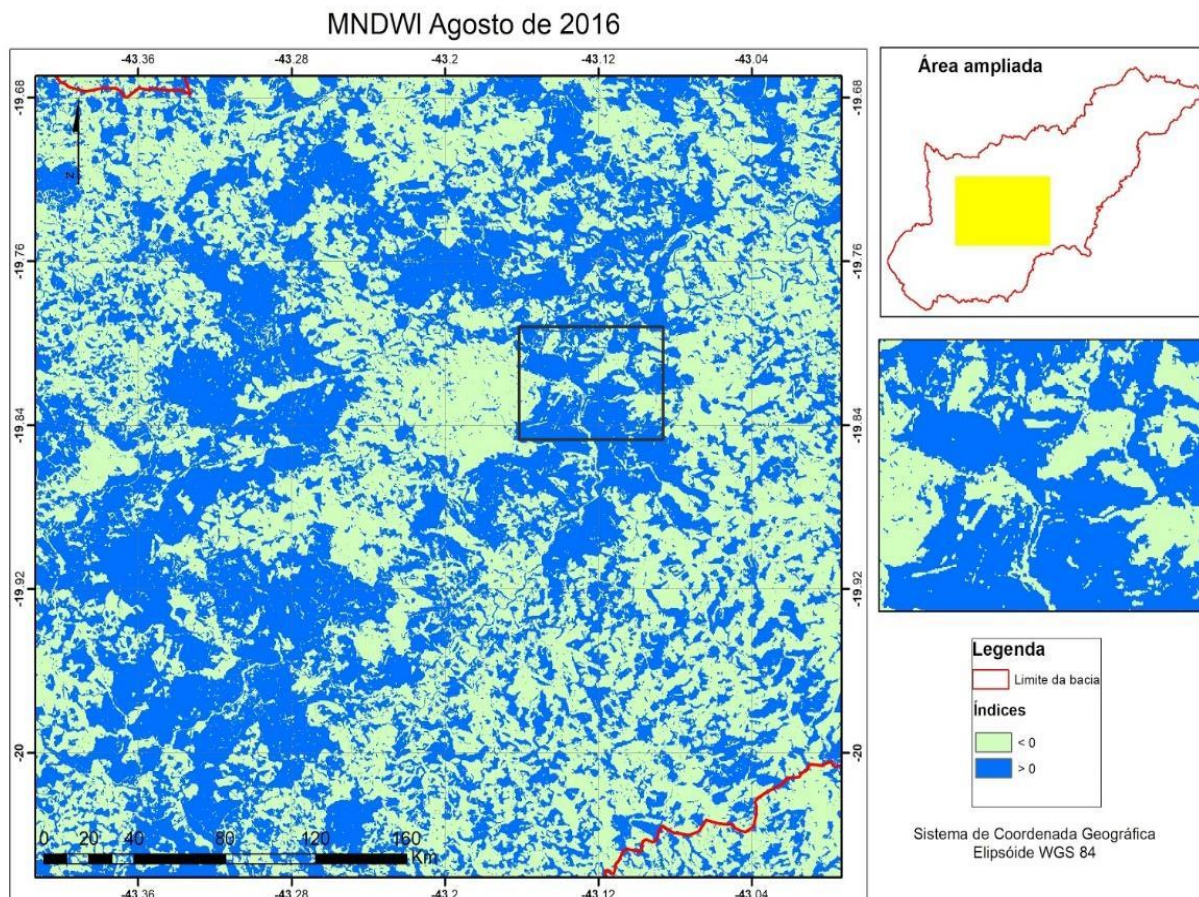 MNDWI Agosto de 2016
-43.36 -43.28 -43.2 -43.12 -43.04
-19.68 -19.68
z
-19.76 -19.76
-19.84 -19.84
-19.92 -19.92
-20 -20
0 20 40 80 120 160
Km
-43.36 -43.28 -43.2 -43.12 -43.04
Área ampliada
Legenda
Limite da bacia
Índices
< 0
> 0
Sistema de Coordenada Geográfica
Elipsóide WGS 84